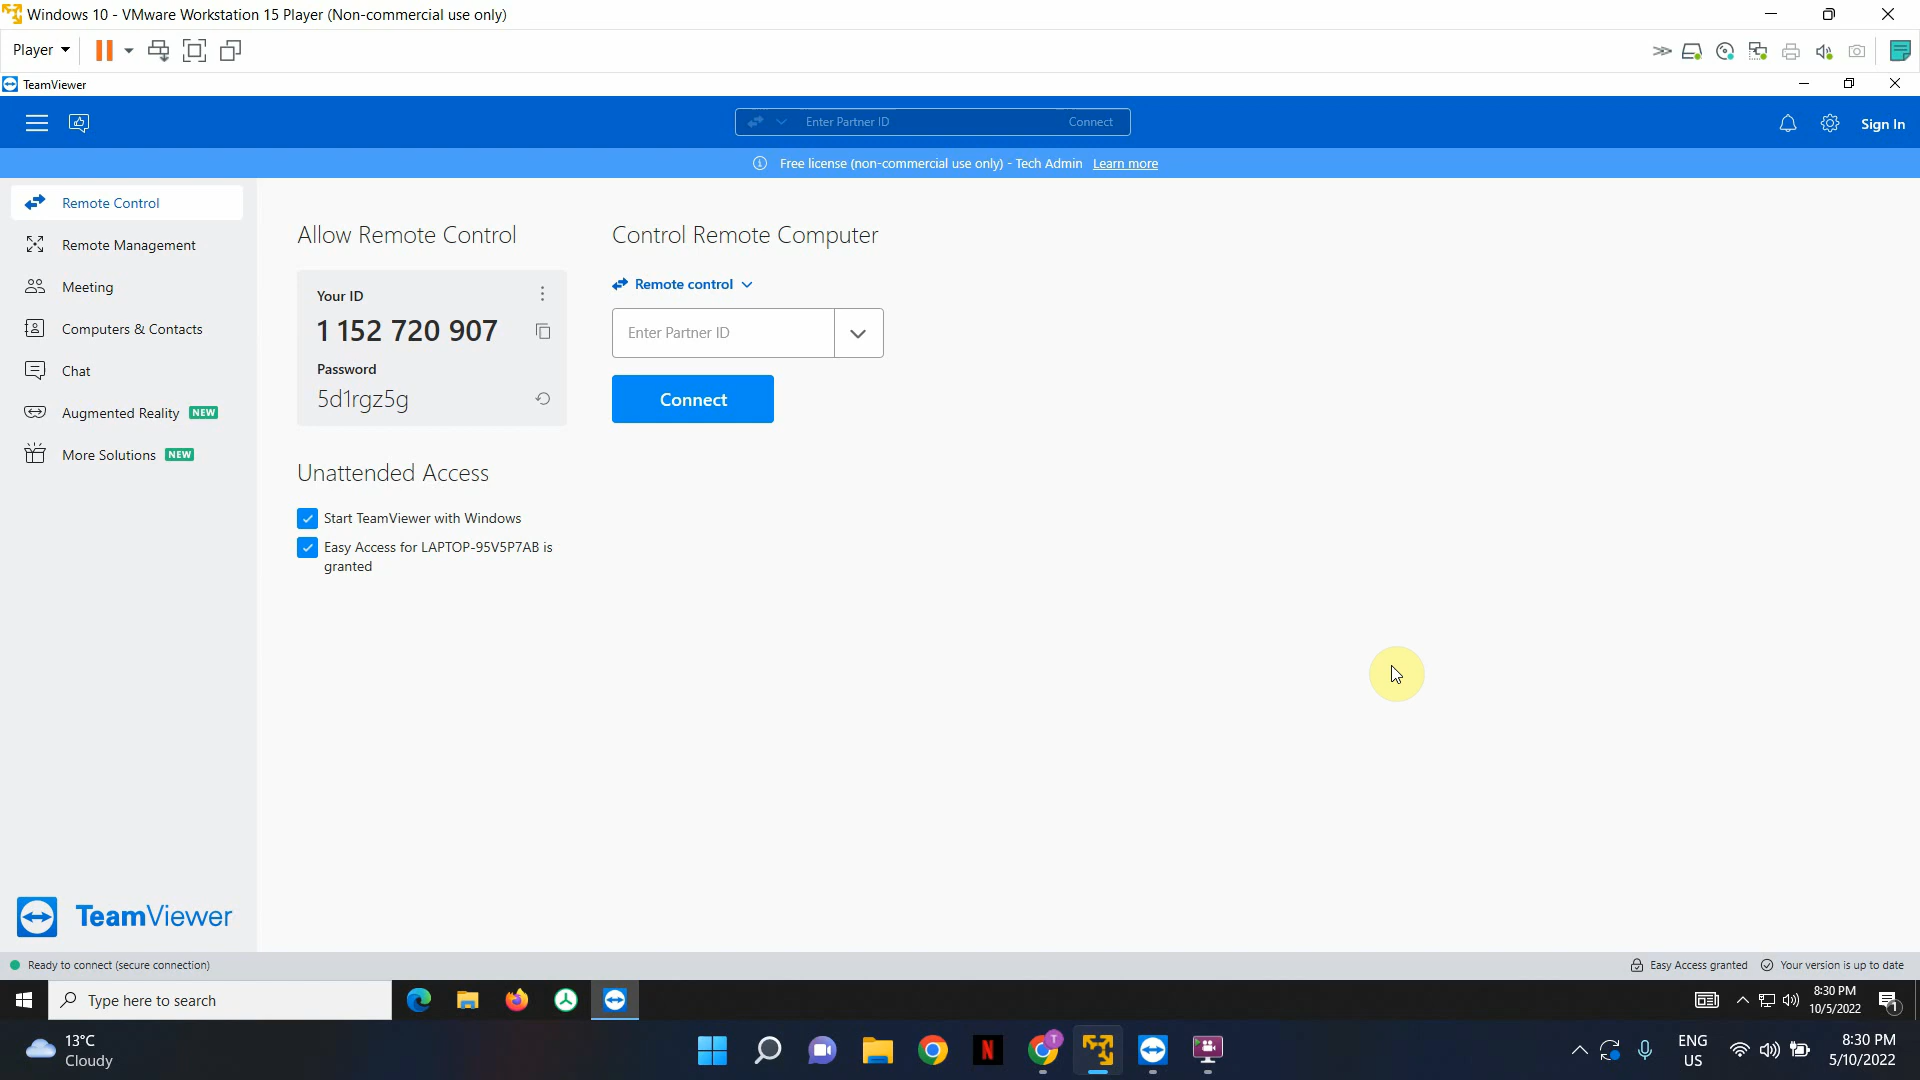 Windows 10 - VMware Workstation 15 Player (Non-commercial use only)
Player
TeamViewer
Enter Partner ID
Connect
Sign In
Free license (non-commercial use only) - Tech Admin Learn more
Remote Control
Remote Management
Meeting
Computers & Contacts
Chat
Augmented Reality NEW
More Solutions NEW
Allow Remote Control
Your ID
1 152 720 907
Password
5d1rgz5g
Unattended Access
Start TeamViewer with Windows
Easy Access for LAPTOP-95V5P7AB is
granted
Control Remote Computer
Remote control
Enter Partner ID
Connect
TeamViewer
Ready to connect (secure connection)
Easy Access granted
Your version is up to date
Type here to search
8:30 PM
10/5/2022
1
13°C
Cloudy
N
T
ENG
US
8:30 PM
5/10/2022